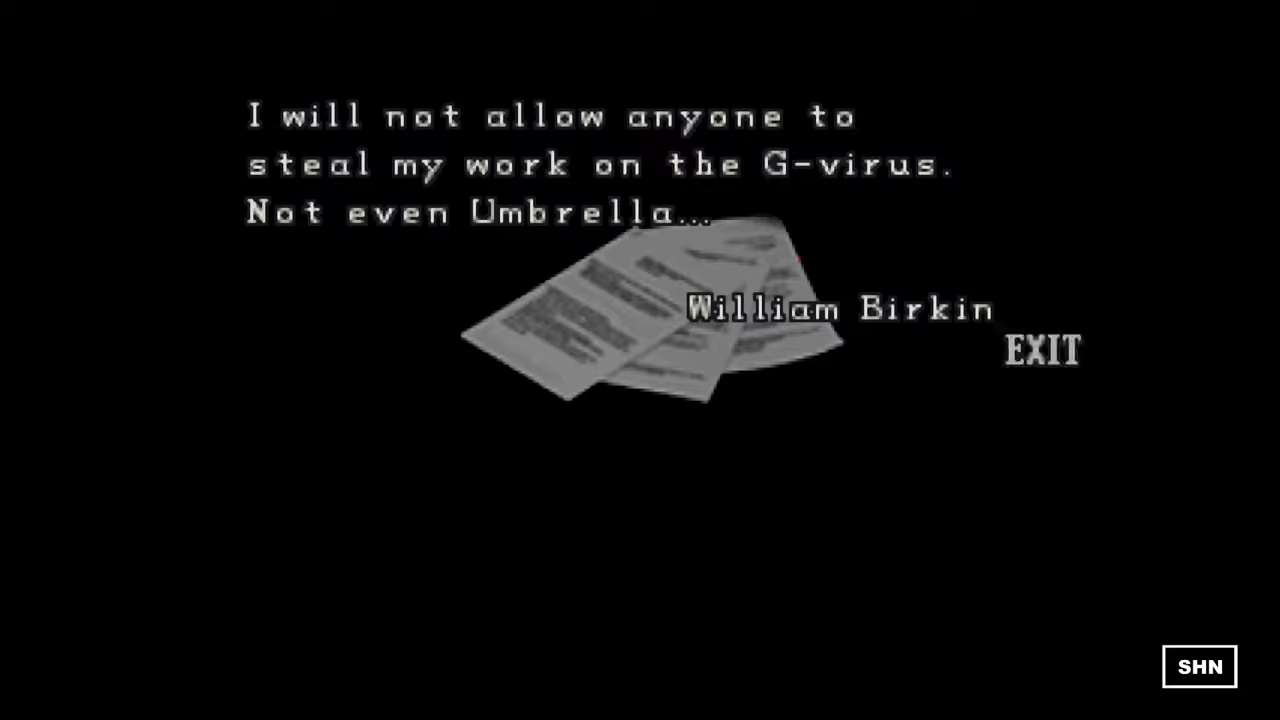 I will not allow anyone to
steal my work on the G-virus.
Not even Umbrella...
William Birkin
EXIT
SHN